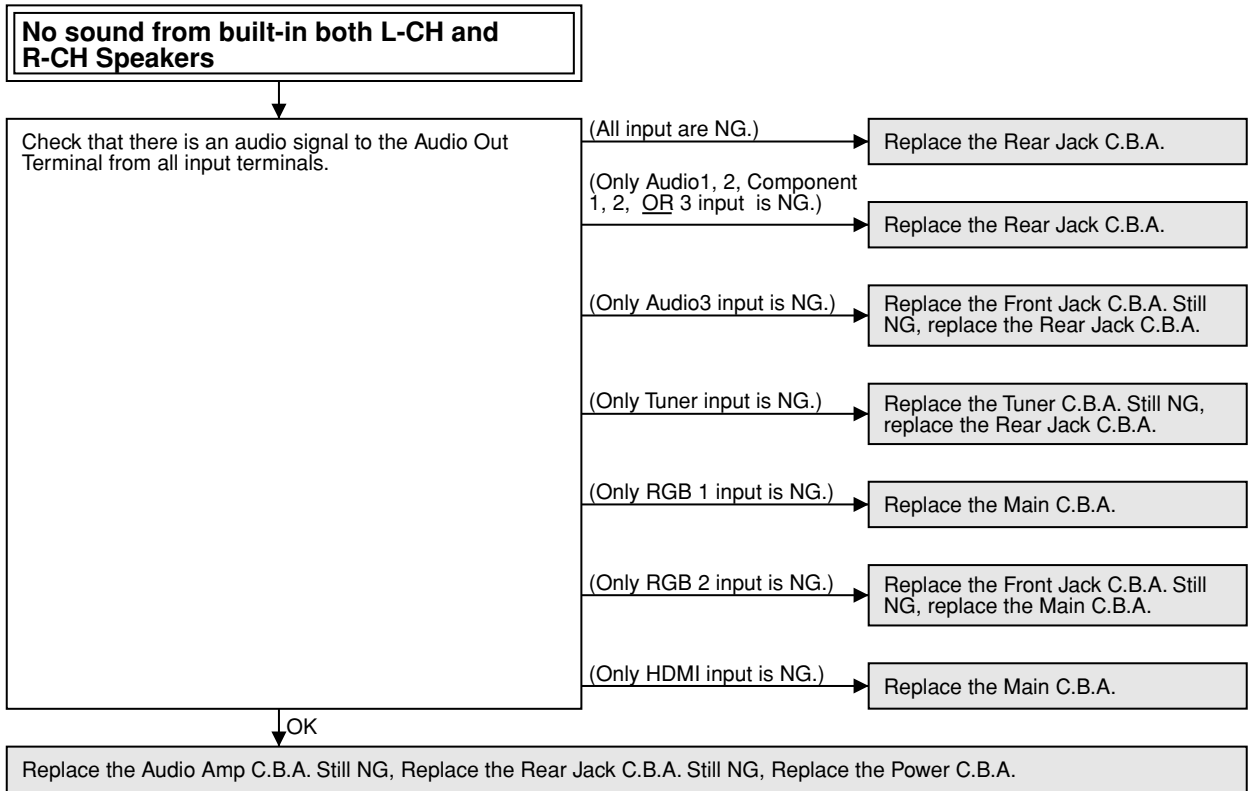 No sound from built-in both L-CH and
R-CH Speakers
Check that there is an audio signal to the Audio Out
Terminal from all input terminals.
(All input are NG.)
Replace the Rear Jack C.B.A.
(Only Audio1, 2, Component
1, 2, OR 3 input is NG.)
Replace the Rear Jack C.B.A.
(Only Audio3 input is NG.)
Replace the Front Jack C.B.A. Still
NG, replace the Rear Jack C.B.A.
(Only Tuner input is NG.)
Replace the Tuner C.B.A. Still NG,
replace the Rear Jack C.B.A.
(Only RGB 1 input is NG.)
Replace the Main C.B.A.
(Only RGB 2 input is NG.)
Replace the Front Jack C.B.A. Still
NG, replace the Main C.B.A.
(Only HDMI input is NG.)
Replace the Main C.B.A.
OK
Replace the Audio Amp C.B.A. Still NG, Replace the Rear Jack C.B.A. Still NG, Replace the Power C.B.A.